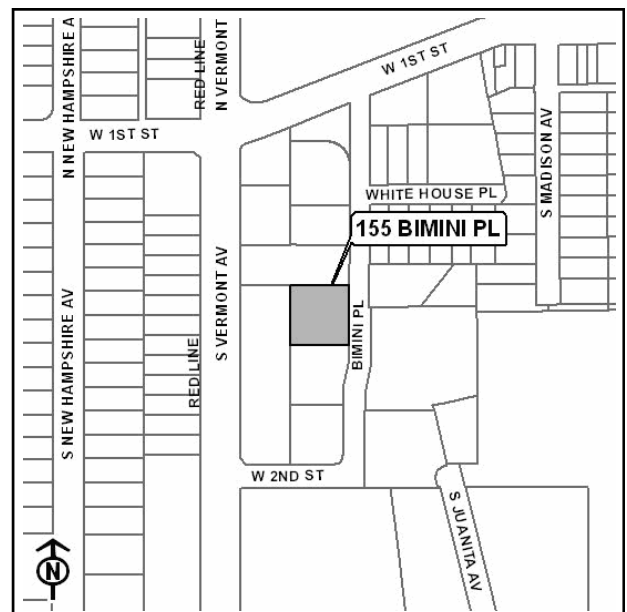 N NEW HAMPSHIRE A
RED LINE
N VERMONT
W 1ST ST
W 1ST ST
S MADISON AV
WHITE HOUSE PL
155 BIMINI PL
S VERMONT AV
BIMINI PL
S NEW HAMPSHIRE AV
RED LINE
W 2ND ST
S JUANITA AV
N